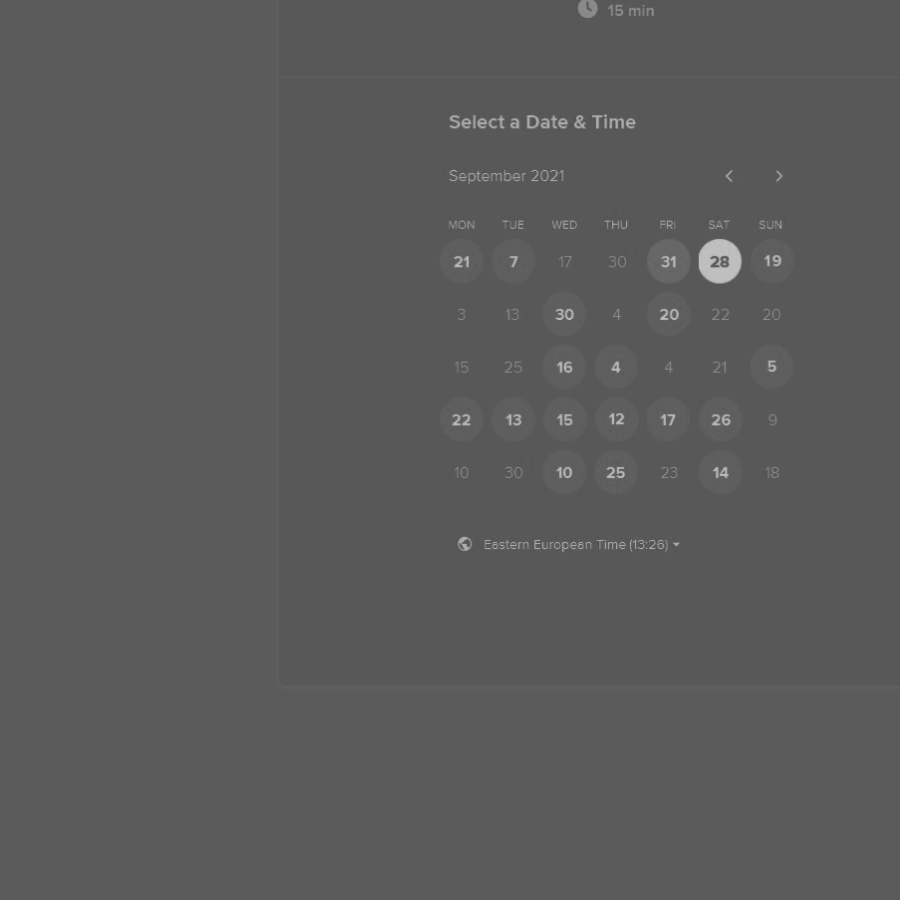 15 min
Select a Date & Time
September 2021
MON TUE WED THU FRI SAT SUN
21 7 17 30 31 28 19
3 13 30 4 20 22 20
15 25 16 4 4 21 5
22 13 15 12 17 26 9
10 30 10 25 23 14 18
Eastern European Time (13:26)